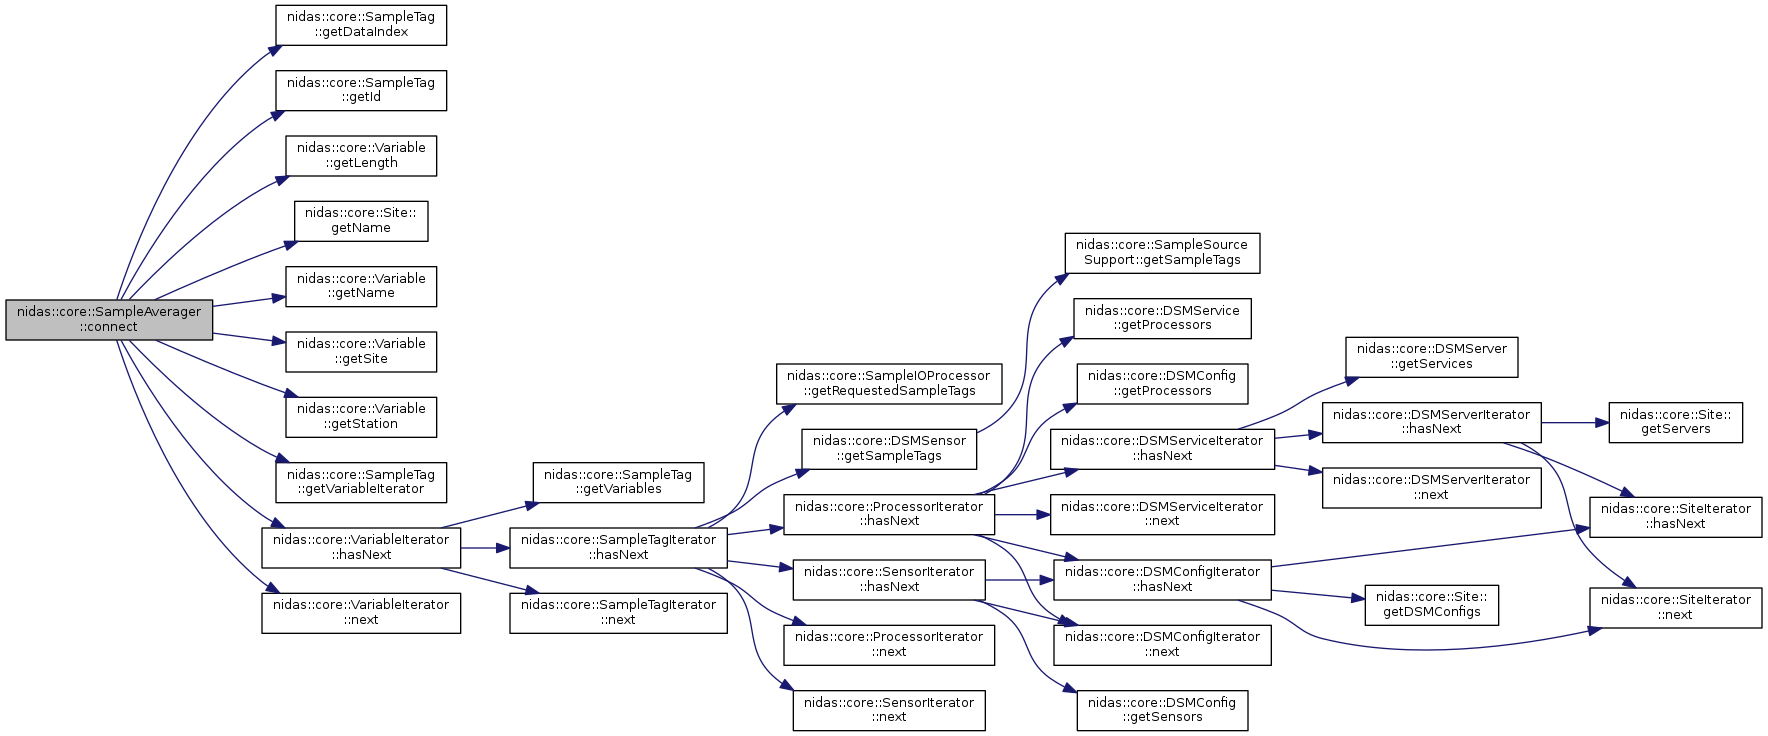 nidas::core::SampleAverager
::connect
nidas::core::SampleTag
::getDataIndex
nidas::core::SampleTag
::getId
nidas::core::Variable
::getLength
nidas::core::Site::
getName
nidas::core::Variable
::getName
nidas::core::Variable
::getSite
nidas::core::Variable
::getStation
nidas::core::SampleTag
::getVariableIterator
nidas::core::VariableIterator
::hasNext
nidas::core::VariableIterator
::next
nidas::core::SampleTag
::getVariables
nidas::core::SampleTagIterator
::hasNext
nidas::core::SampleTagIterator
::next
nidas::core::SampleIOProcessor
::getRequestedSampleTags
nidas::core::DSMSensor
::getSampleTags
nidas::core::ProcessorIterator
::hasNext
nidas::core::SensorIterator
::hasNext
nidas::core::ProcessorIterator
::next
nidas::core::SensorIterator
::next
nidas::core::SampleSource
Support::getSampleTags
nidas::core::DSMService
::getProcessors
nidas::core::DSMConfig
::getProcessors
nidas::core::DSMServiceIterator
::hasNext
nidas::core::DSMServiceIterator
::next
nidas::core::DSMConfigIterator
::hasNext
nidas::core::DSMConfigIterator
::next
nidas::core::DSMConfig
::getSensors
nidas::core::DSMServer
::getServices
nidas::core::DSMServerIterator
::hasNext
nidas::core::DSMServerIterator
::next
nidas::core::Site::
getDSMConfigs
nidas::core::Site::
getServers
nidas::core::SiteIterator
::hasNext
nidas::core::SiteIterator
::next